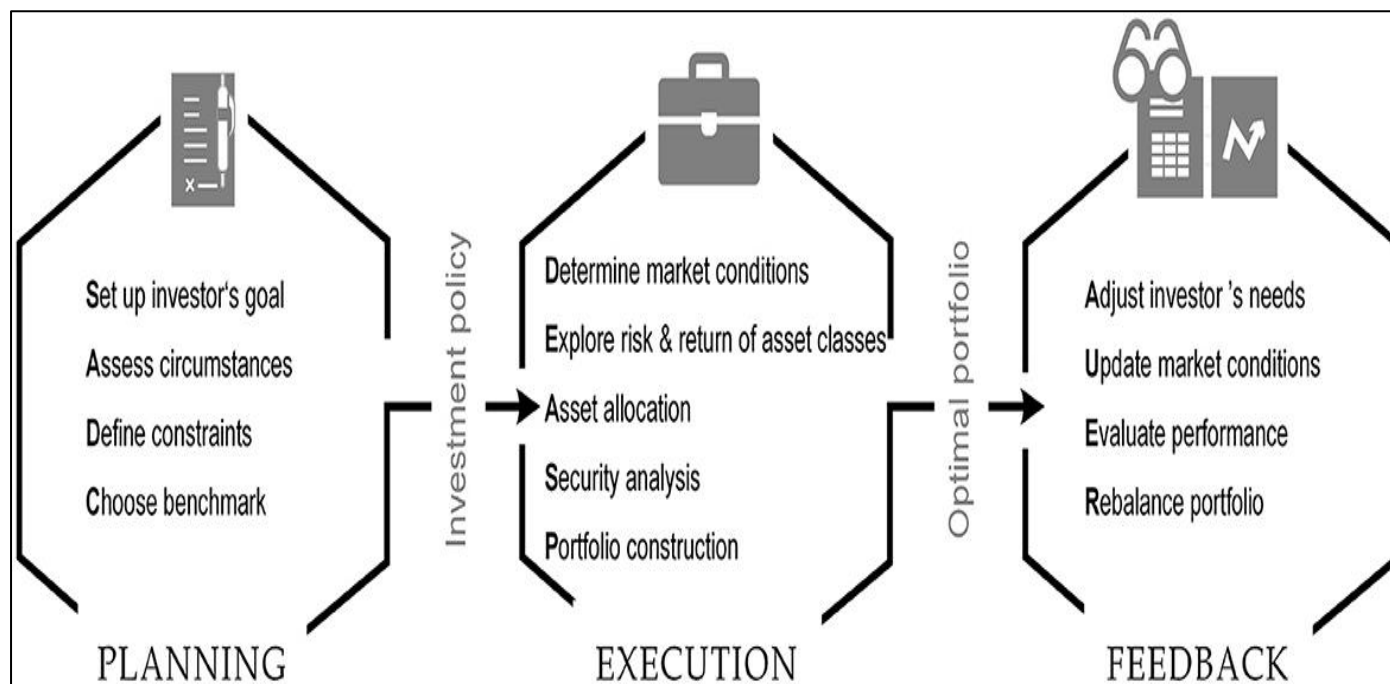 Set up investor's goal
Assess circumstances
Define constraints
Choose benchmark
PLANNING
Investment policy
Determine market conditions
Explore risk & return of asset classes
Asset allocation
Security analysis
Portfolio construction
EXECUTION
Optimal portfolio
Adjust investor 's needs
Update market conditions
Evaluate performance
Rebalance portfolio
FEEDBACK